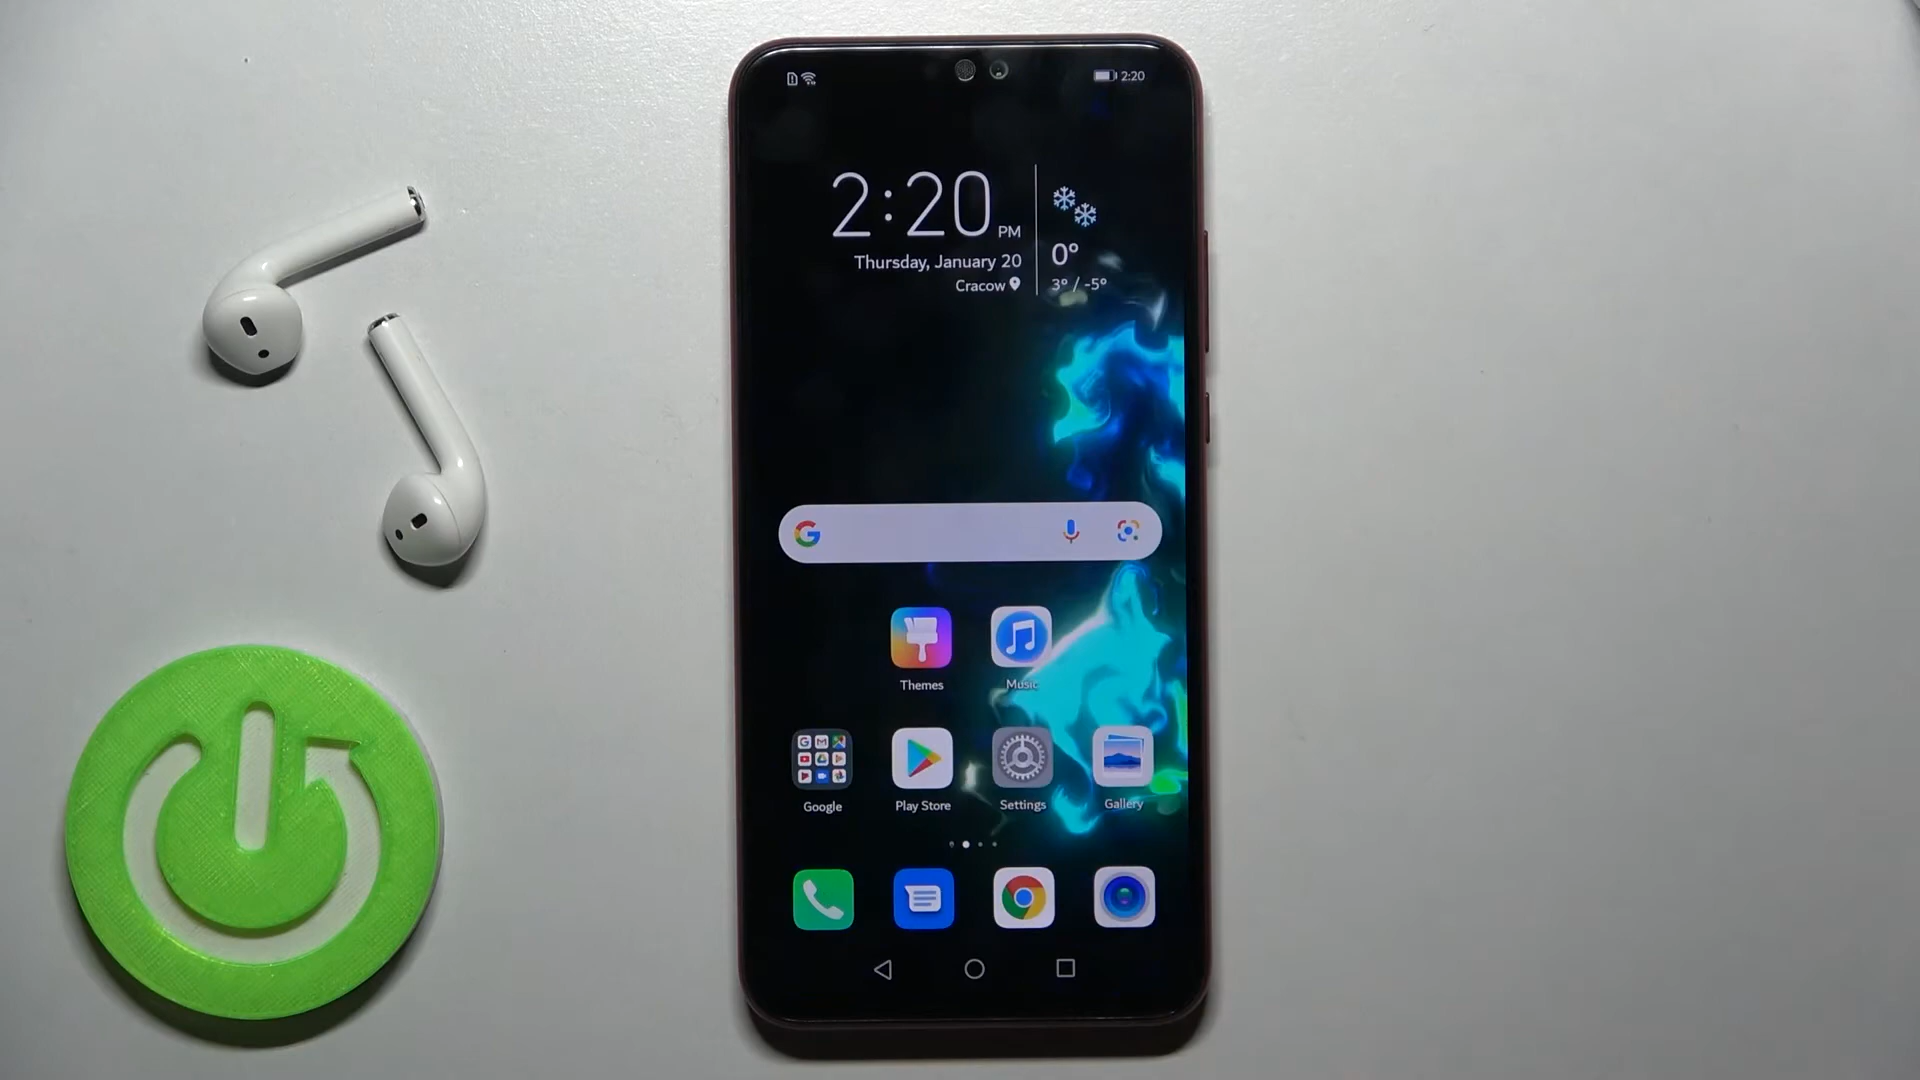 2:20
2:20 PM
Thursday, January 20
Cracow
0°
3° / -5°
G
Themes
Music
Google
Play Store
Settings
Gallery